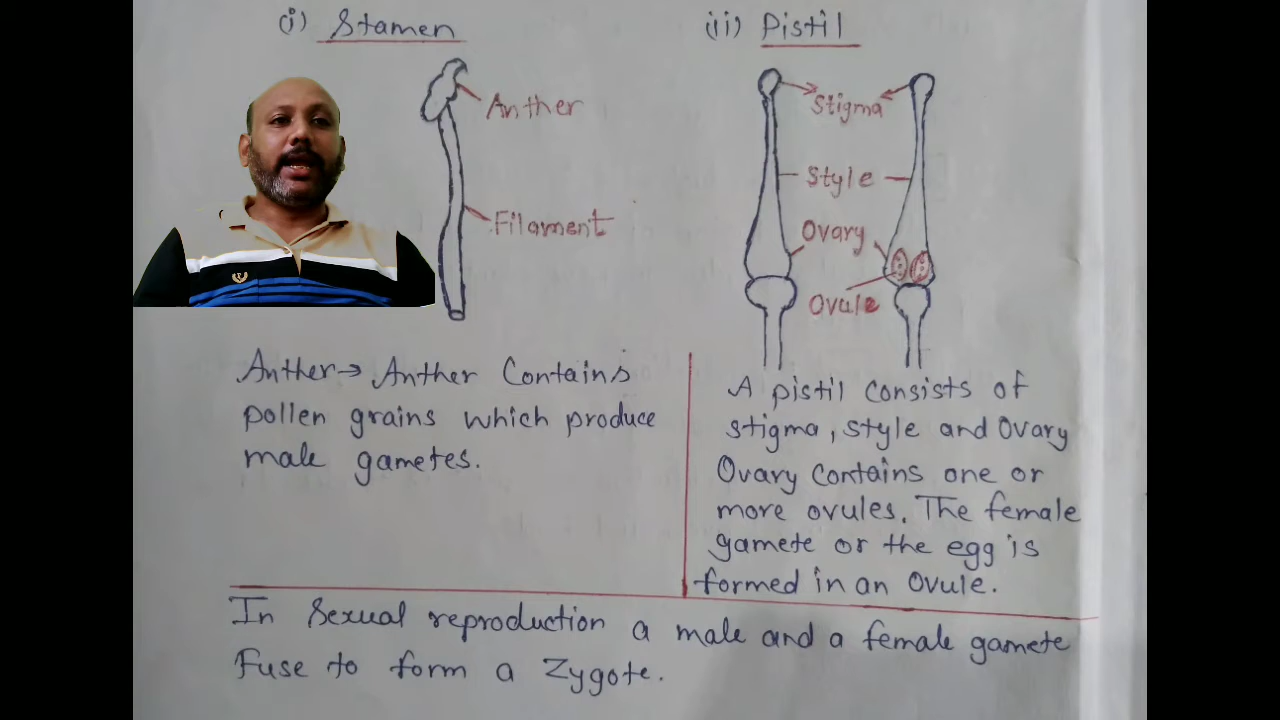 (i) Stamen
Anther
Filament
Anther→ Anther Contains
pollen grains which produce
male gametes.
(ii) Pistil
Stigma
Style
Ovary
Ovule
A pistil consists of
stigma, style and Ovary
Ovary contains one or
more ovules. The female
gamete or the egg is
formed in an Ovule.
In Sexual reproduction a male and a female gamete
Fuse to form a Zygote.